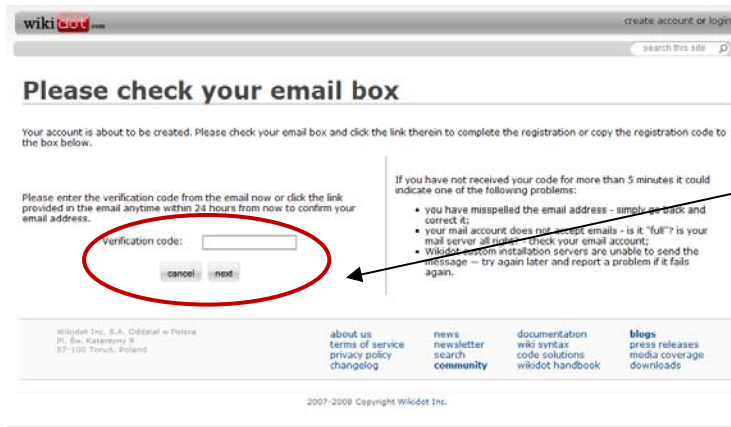 wikidot.com
create account or login
search this site
Please check your email box
Your account is about to be created. Please check your email box and click the link therein to complete the registration or copy the registration code to
the box below.
Please enter the verification code from the email now or click the link
provided in the email anytime within 24 hours from now to confirm your
email address.
Verification code:
cancel next
If you have not received your code for more than 5 minutes it could
indicate one of the following problems:
• you have misspelled the email address - simply go back and
correct it;
• your mail account does not accept emails - is it "full"? is your
mail server all right? - check your email account;
• Wikidot custom installation servers are unable to send the
message — try again later and report a problem if it fails
again.
Wikidot Inc. S.A. Oddział w Polsce
Pl. Św. Katarzyny 9
87-100 Toruń, Poland
about us
terms of service
privacy policy
changelog
news
newsletter
search
community
documentation
wiki syntax
code solutions
wikidot handbook
blogs
press releases
media coverage
downloads
2007-2008 Copyright Wikidot Inc.